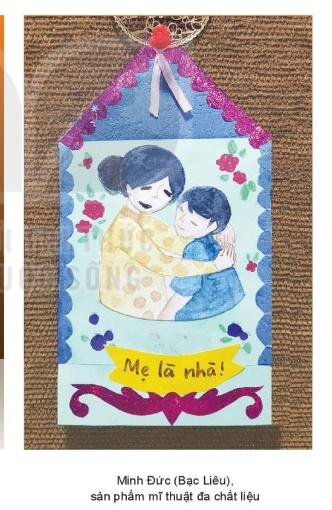 Mẹ là nhà!
Minh Đức (Bạc Liêu),
sản phẩm mĩ thuật đa chất liệu